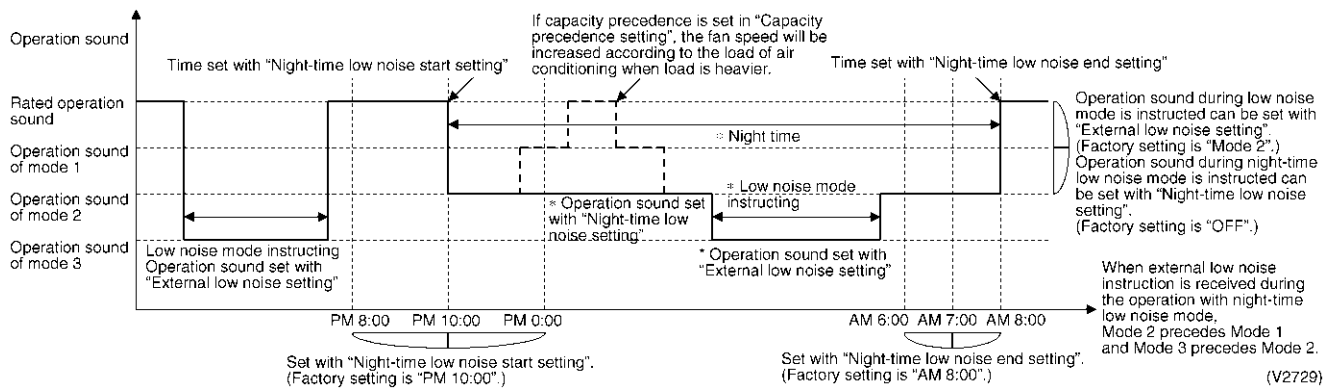 Operation sound
If capacity precedence is set in "Capacity
precedence setting", the fan speed will be
increased according to the load of air
conditioning when load is heavier.
Time set with "Night-time low noise start setting"
Time set with "Night-time low noise end setting"
Rated operation
sound
Operation sound
of mode 1
Operation sound
of mode 2
Operation sound
of mode 3
* Night time
* Low noise mode
instructing
* Operation sound set
with "Night-time low
noise setting"
Low noise mode instructing
Operation sound set with
"External low noise setting"
* Operation sound set with
"External low noise setting"
Operation sound during low noise
mode is instructed can be set with
"External low noise setting".
(Factory setting is "Mode 2".)
Operation sound during night-time
low noise mode is instructed can
be set with "Night-time low noise
setting".
(Factory setting is "OFF".)
When external low noise
instruction is received during
the operation with night-time
low noise mode,
Mode 2 precedes Mode 1
and Mode 3 precedes Mode 2.
PM 8:00 PM 10:00 PM 0:00
AM 6:00 AM 7:00 AM 8:00
Set with "Night-time low noise start setting".
(Factory setting is "PM 10:00".)
Set with "Night-time low noise end setting".
(Factory setting is "AM 8:00".)
(V2729)